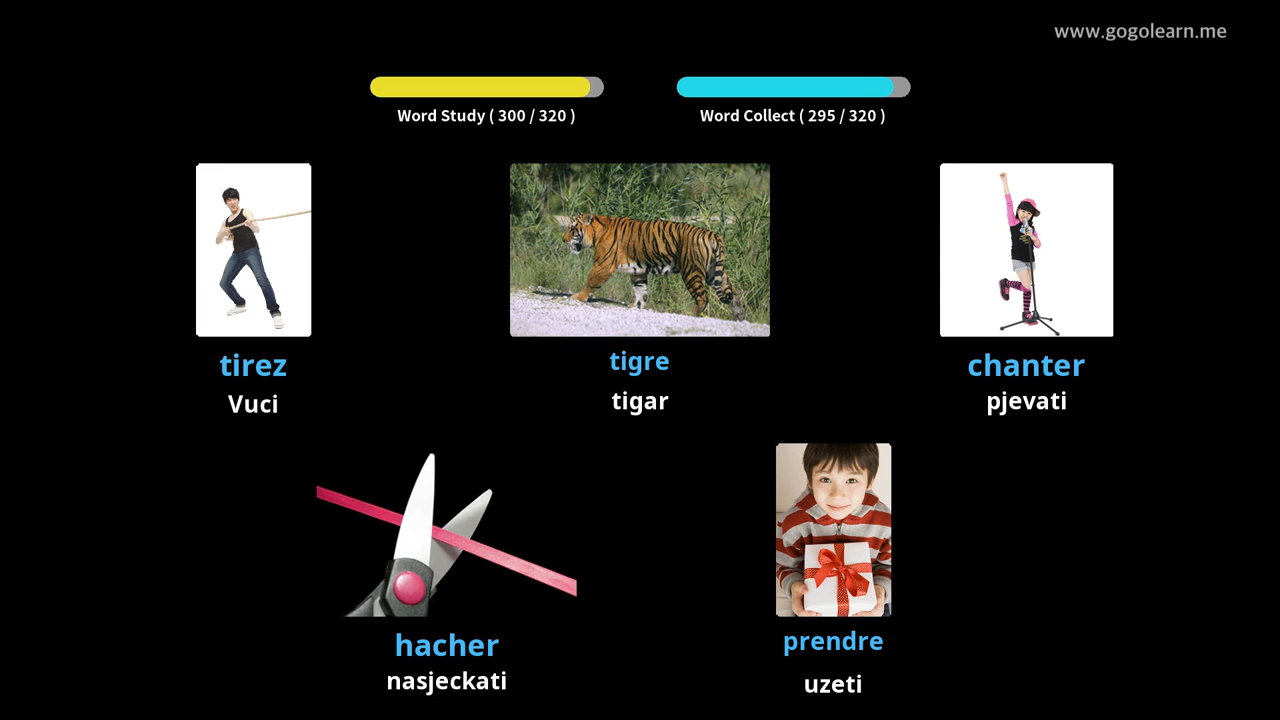 www.gogolearn.me
Word Study ( 300 / 320 )
Word Collect ( 295 / 320 )
tirez
Vuci
tigre
tigar
chanter
pjevati
hacher
nasjeckati
prendre
uzeti